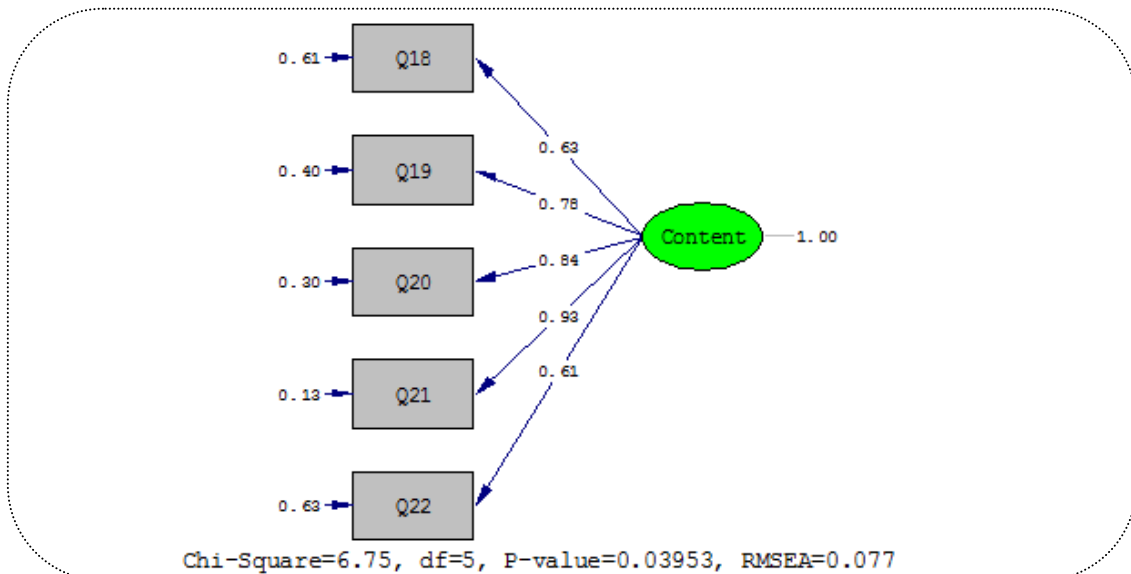 0.61 Q18
0.63
0.40 Q19
0.78
Content 1.00
0.84
0.30 Q20
0.93
0.61
0.13 Q21
0.63 Q22
Chi-Square=6.75, df=5, P-value=0.03953, RMSEA=0.077